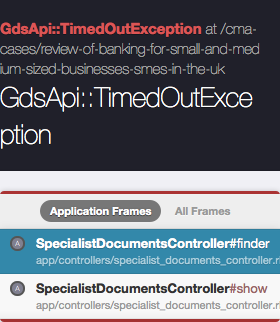 GdsApi::TimedOutException at /cma-
cases/review-of-banking-for-small-and-med
ium-sized-businesses-smes-in-the-uk
GdsApi::TimedOutExce
ption
Application Frames All Frames
A SpecialistDocumentsController#finder
app/controllers/specialist_documents_controller.r
A SpecialistDocumentsController#show
app/controllers/specialist_documents_controller.r